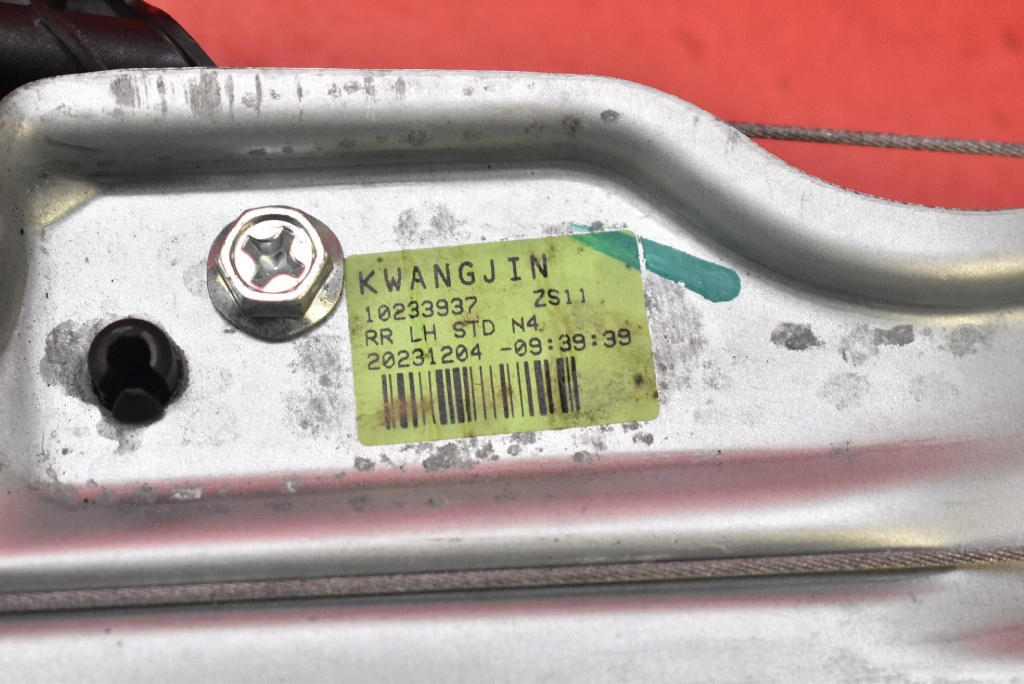 KWANGJIN
10233937 ZS11
RR LH STD N4
20231204 -09:39:39